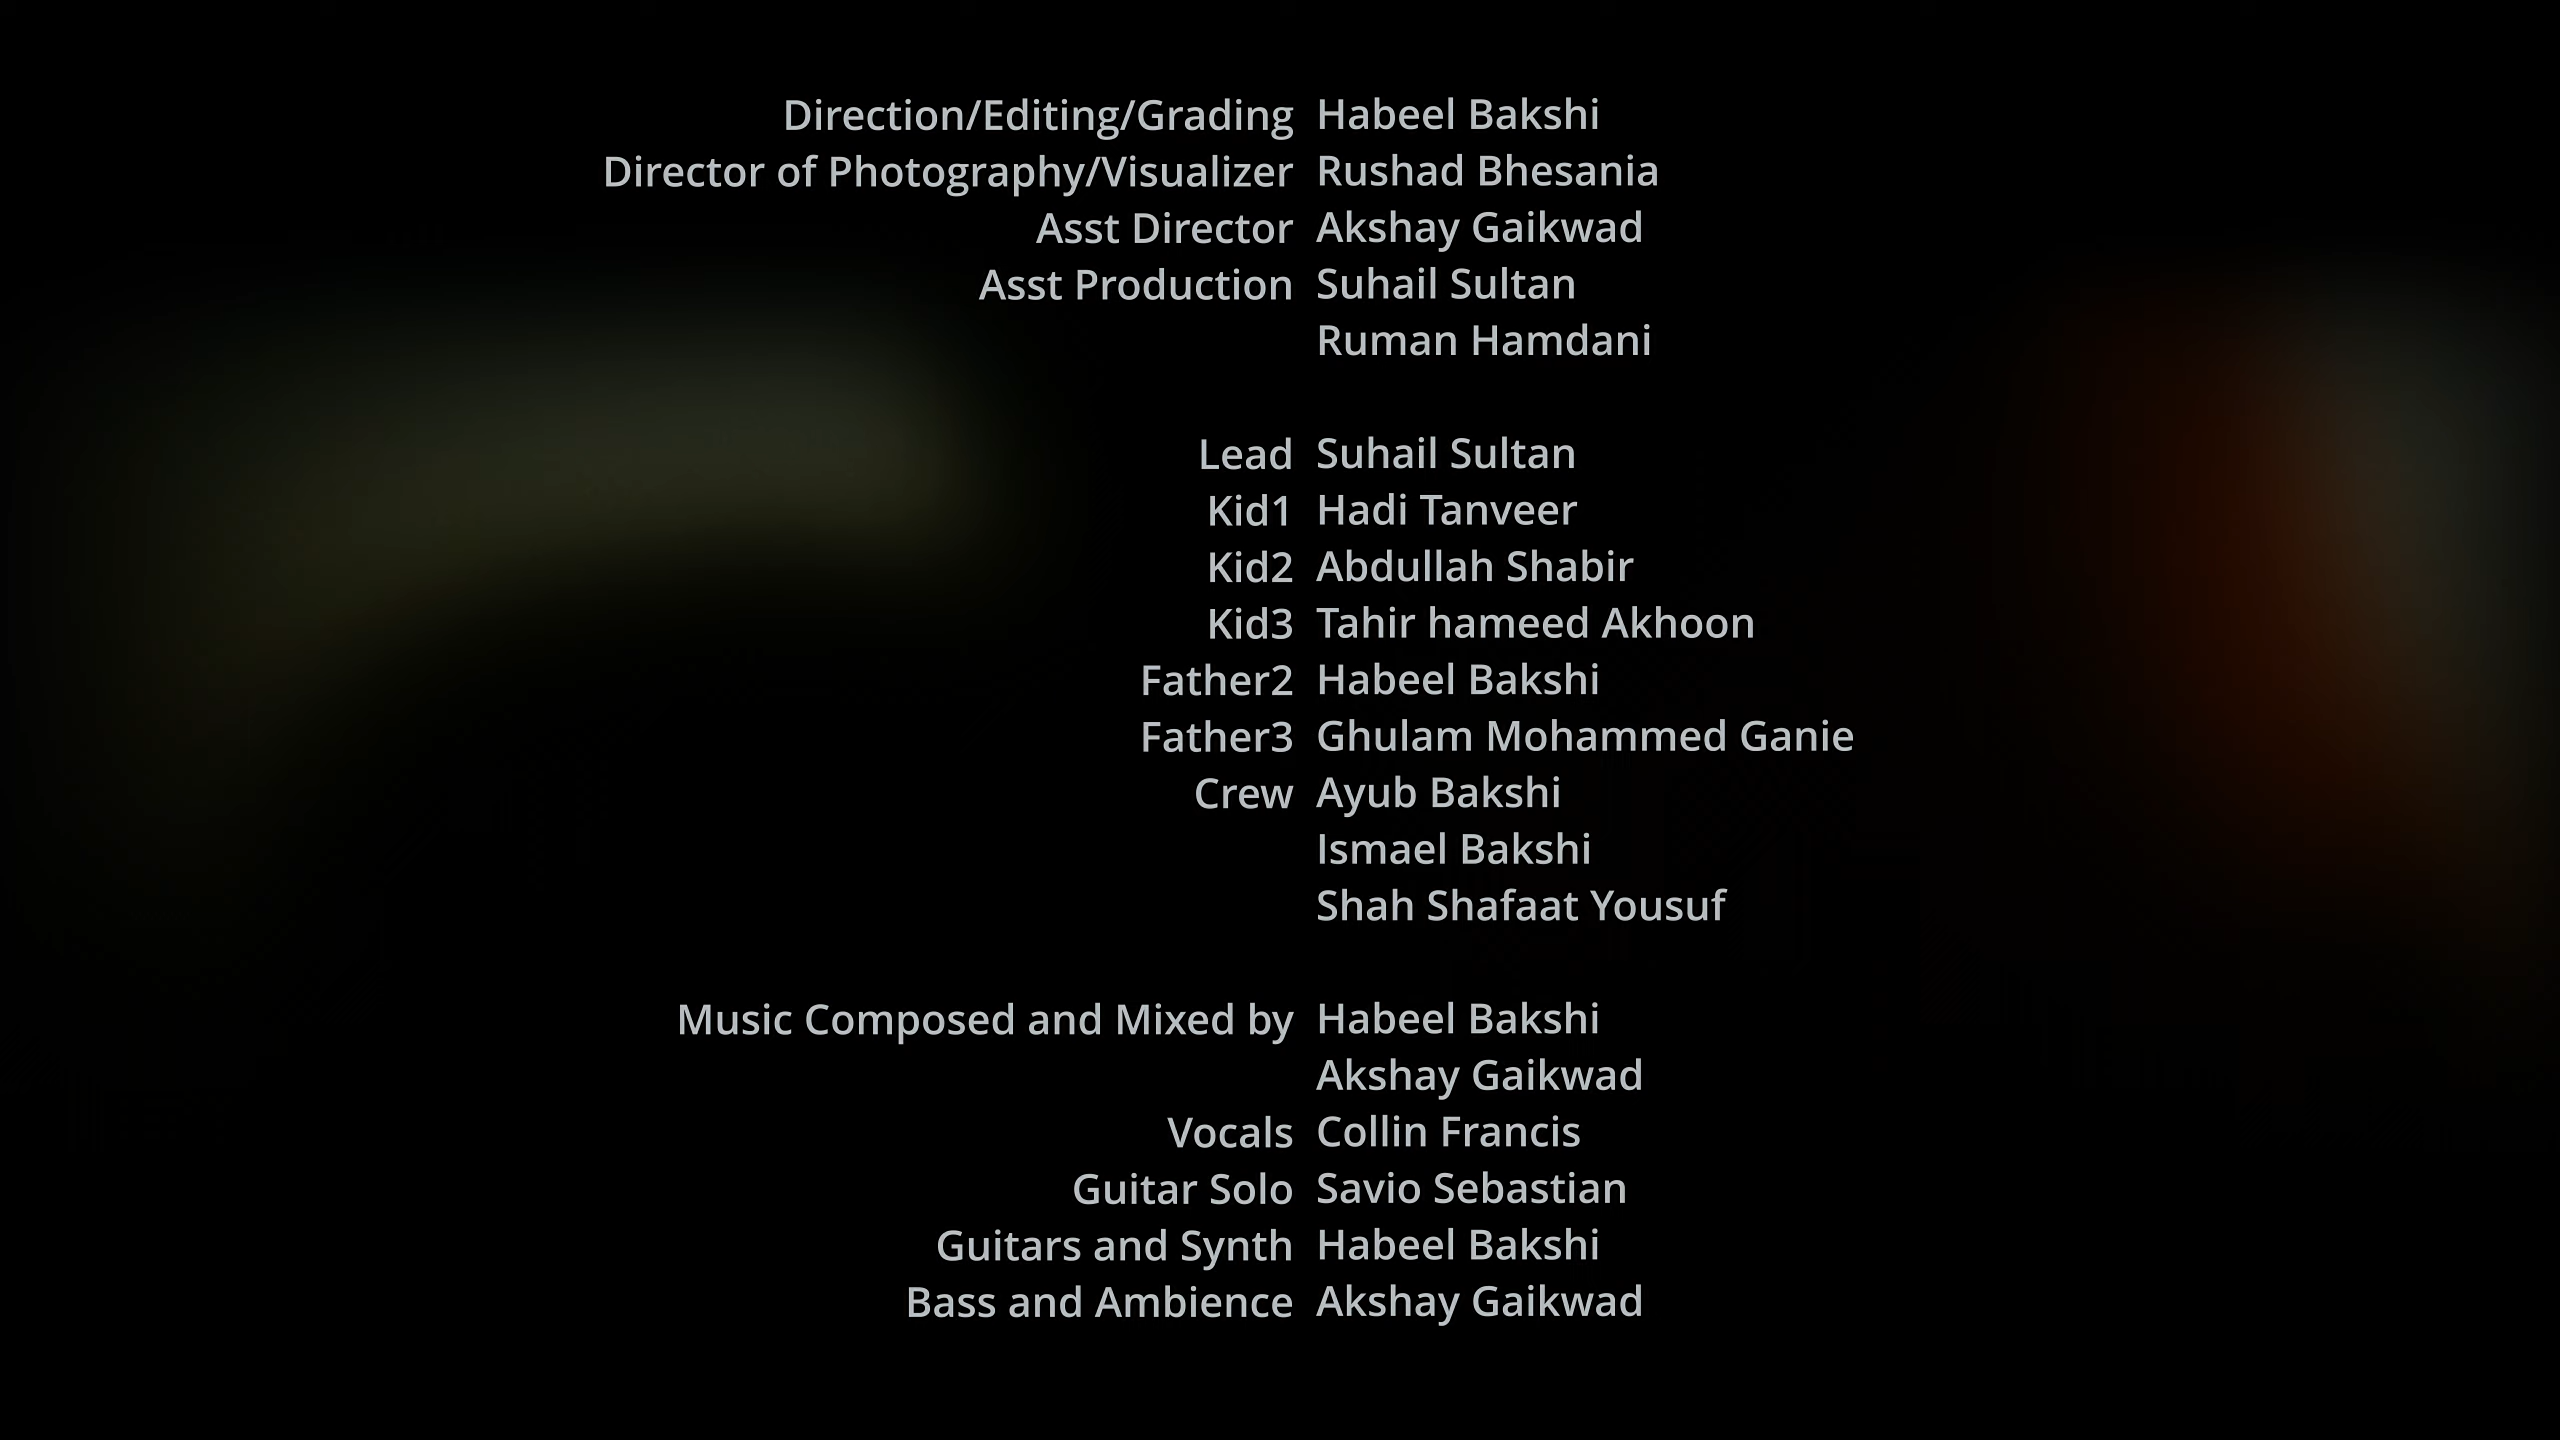 Direction/Editing/Grading Habeel Bakshi
Director of Photography/Visualizer Rushad Bhesania
Asst Director Akshay Gaikwad
Asst Production Suhail Sultan
Ruman Hamdani
Lead Suhail Sultan
Kid1 Hadi Tanveer
Kid2 Abdullah Shabir
Kid3 Tahir hameed Akhoon
Father2 Habeel Bakshi
Father3 Ghulam Mohammed Ganie
Crew Ayub Bakshi
Ismael Bakshi
Shah Shafaat Yousuf
Music Composed and Mixed by Habeel Bakshi
Akshay Gaikwad
Vocals Collin Francis
Guitar Solo Savio Sebastian
Guitars and Synth Habeel Bakshi
Bass and Ambience Akshay Gaikwad